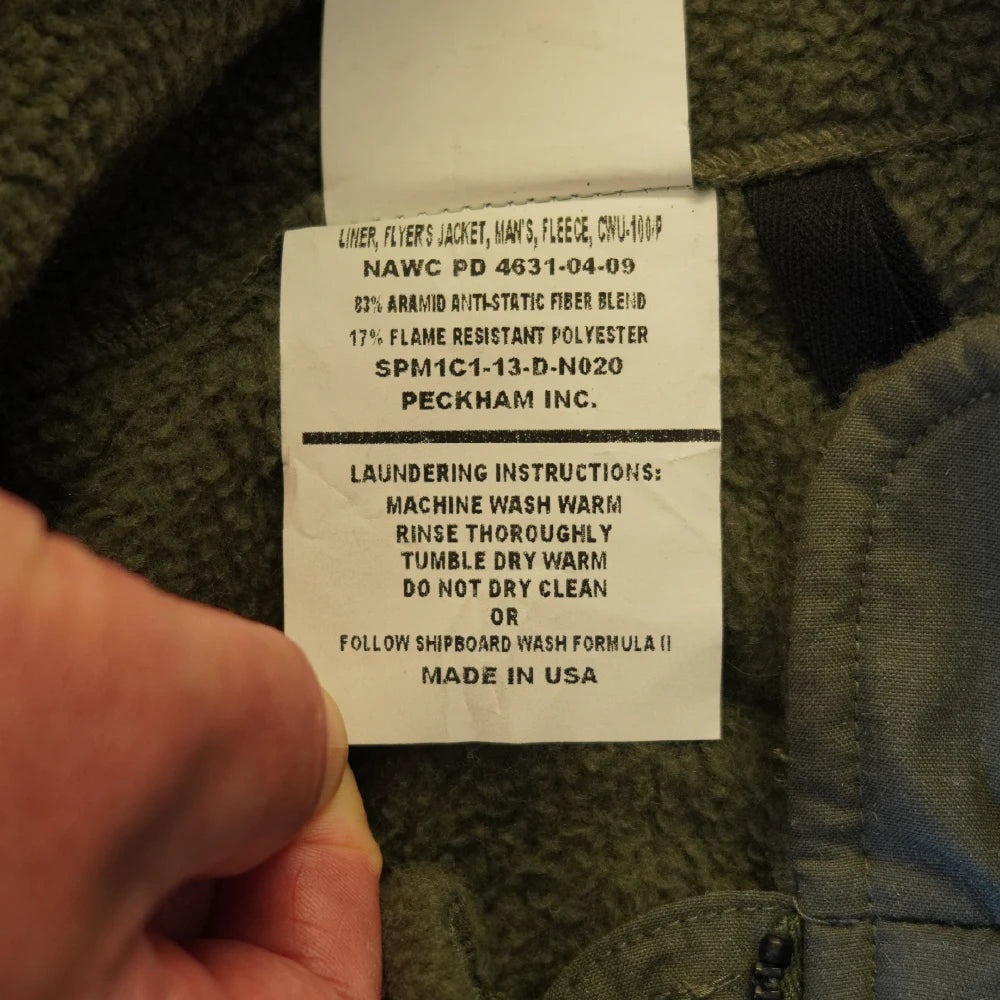 LINER, FLYER'S JACKET, MAN'S, FLEECE, CWU-100/P
NAWC PD 4631-04-09
83% ARAMID ANTI-STATIC FIBER BLEND
17% FLAME RESISTANT POLYESTER
SPM1C1-13-D-N020
PECKHAM INC.
LAUNDERING INSTRUCTIONS:
MACHINE WASH WARM
RINSE THOROUGHLY
TUMBLE DRY WARM
DO NOT DRY CLEAN
OR
FOLLOW SHIPBOARD WASH FORMULA II
MADE IN USA